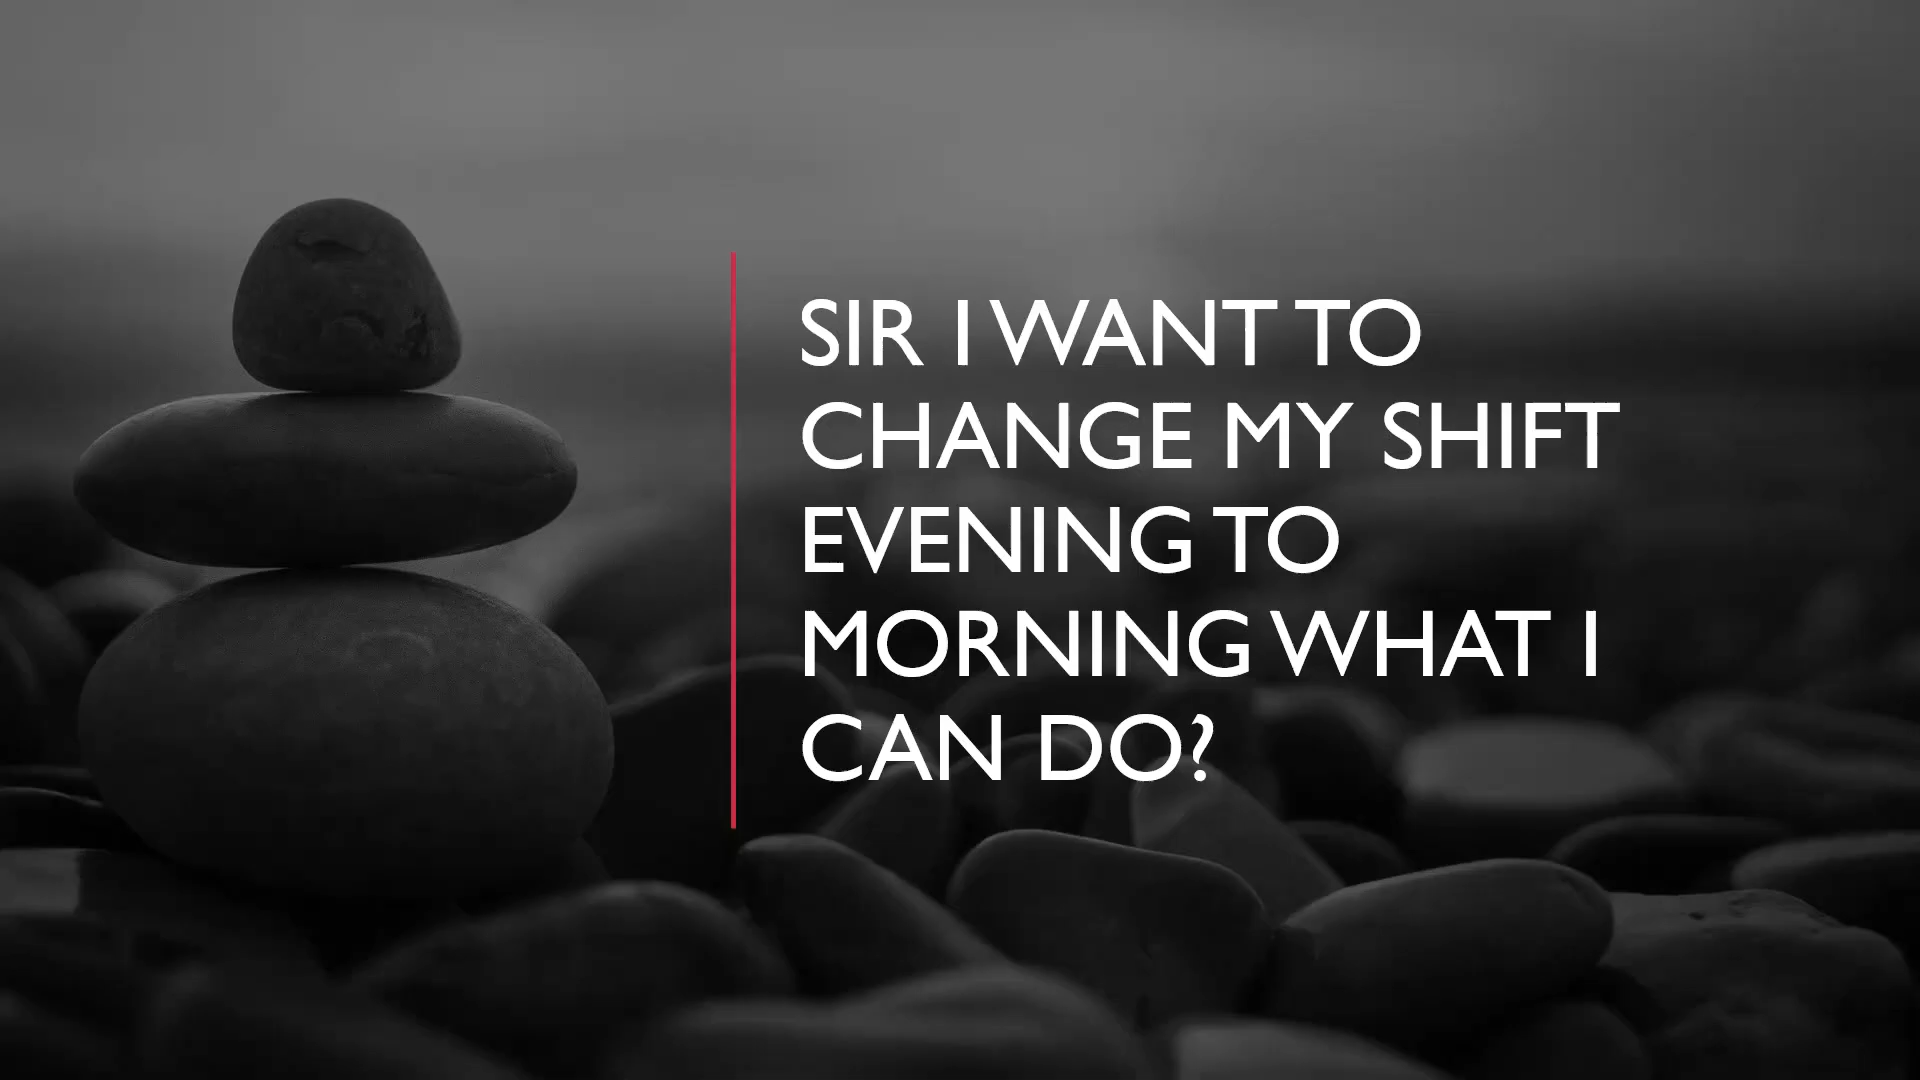 SIR I WANT TO
CHANGE MY SHIFT
EVENING TO
MORNING WHAT I
CAN DO?